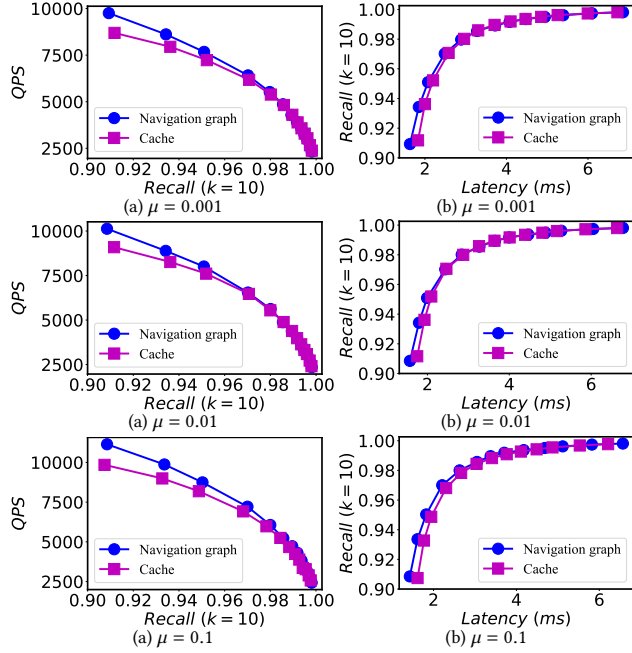 10000
7500
5000
2500
QPS
Navigation graph
Cache
0.90 0.92 0.94 0.96 0.98 1.00
Recall (k = 10)
(a) μ = 0.001
1.00
0.98
0.96
0.94
0.92
0.90
Recall (k = 10)
Navigation graph
Cache
2 4 6
Latency (ms)
(b) μ = 0.001
10000
7500
5000
2500
QPS
Navigation graph
Cache
0.90 0.92 0.94 0.96 0.98 1.00
Recall (k = 10)
(a) μ = 0.01
1.00
0.98
0.96
0.94
0.92
0.90
Recall (k = 10)
Navigation graph
Cache
2 4 6
Latency (ms)
(b) μ = 0.01
10000
7500
5000
2500
QPS
Navigation graph
Cache
0.90 0.92 0.94 0.96 0.98 1.00
Recall (k = 10)
(a) μ = 0.1
1.00
0.98
0.96
0.94
0.92
0.90
Recall (k = 10)
Navigation graph
Cache
2 4 6
Latency (ms)
(b) μ = 0.1